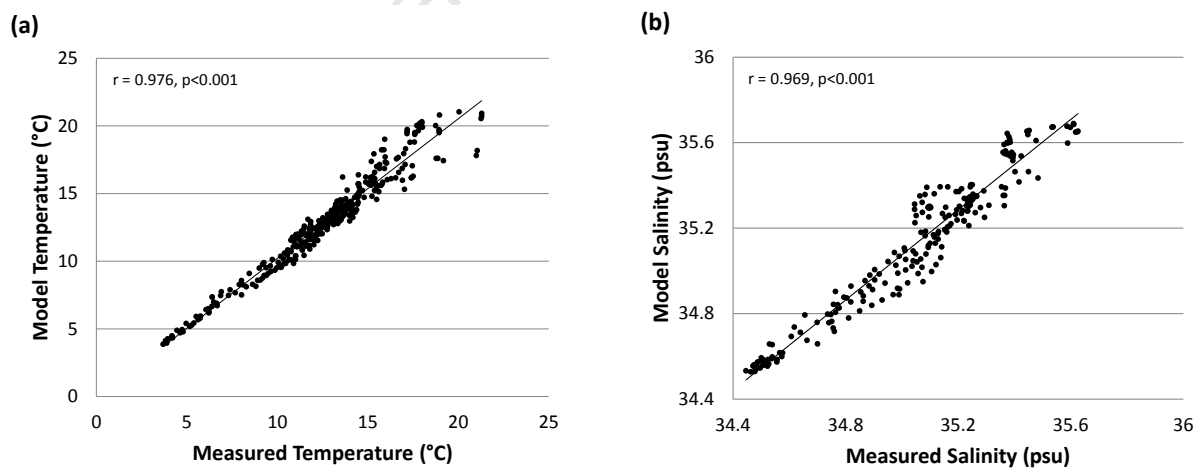 (a)
r = 0.976, p<0.001
Model Temperature (°C)
25
20
15
10
5
0
0 5 10 15 20 25
Measured Temperature (°C)
(b)
r = 0.969, p<0.001
Model Salinity (psu)
36
35.6
35.2
34.8
34.4
34.4 34.8 35.2 35.6 36
Measured Salinity (psu)